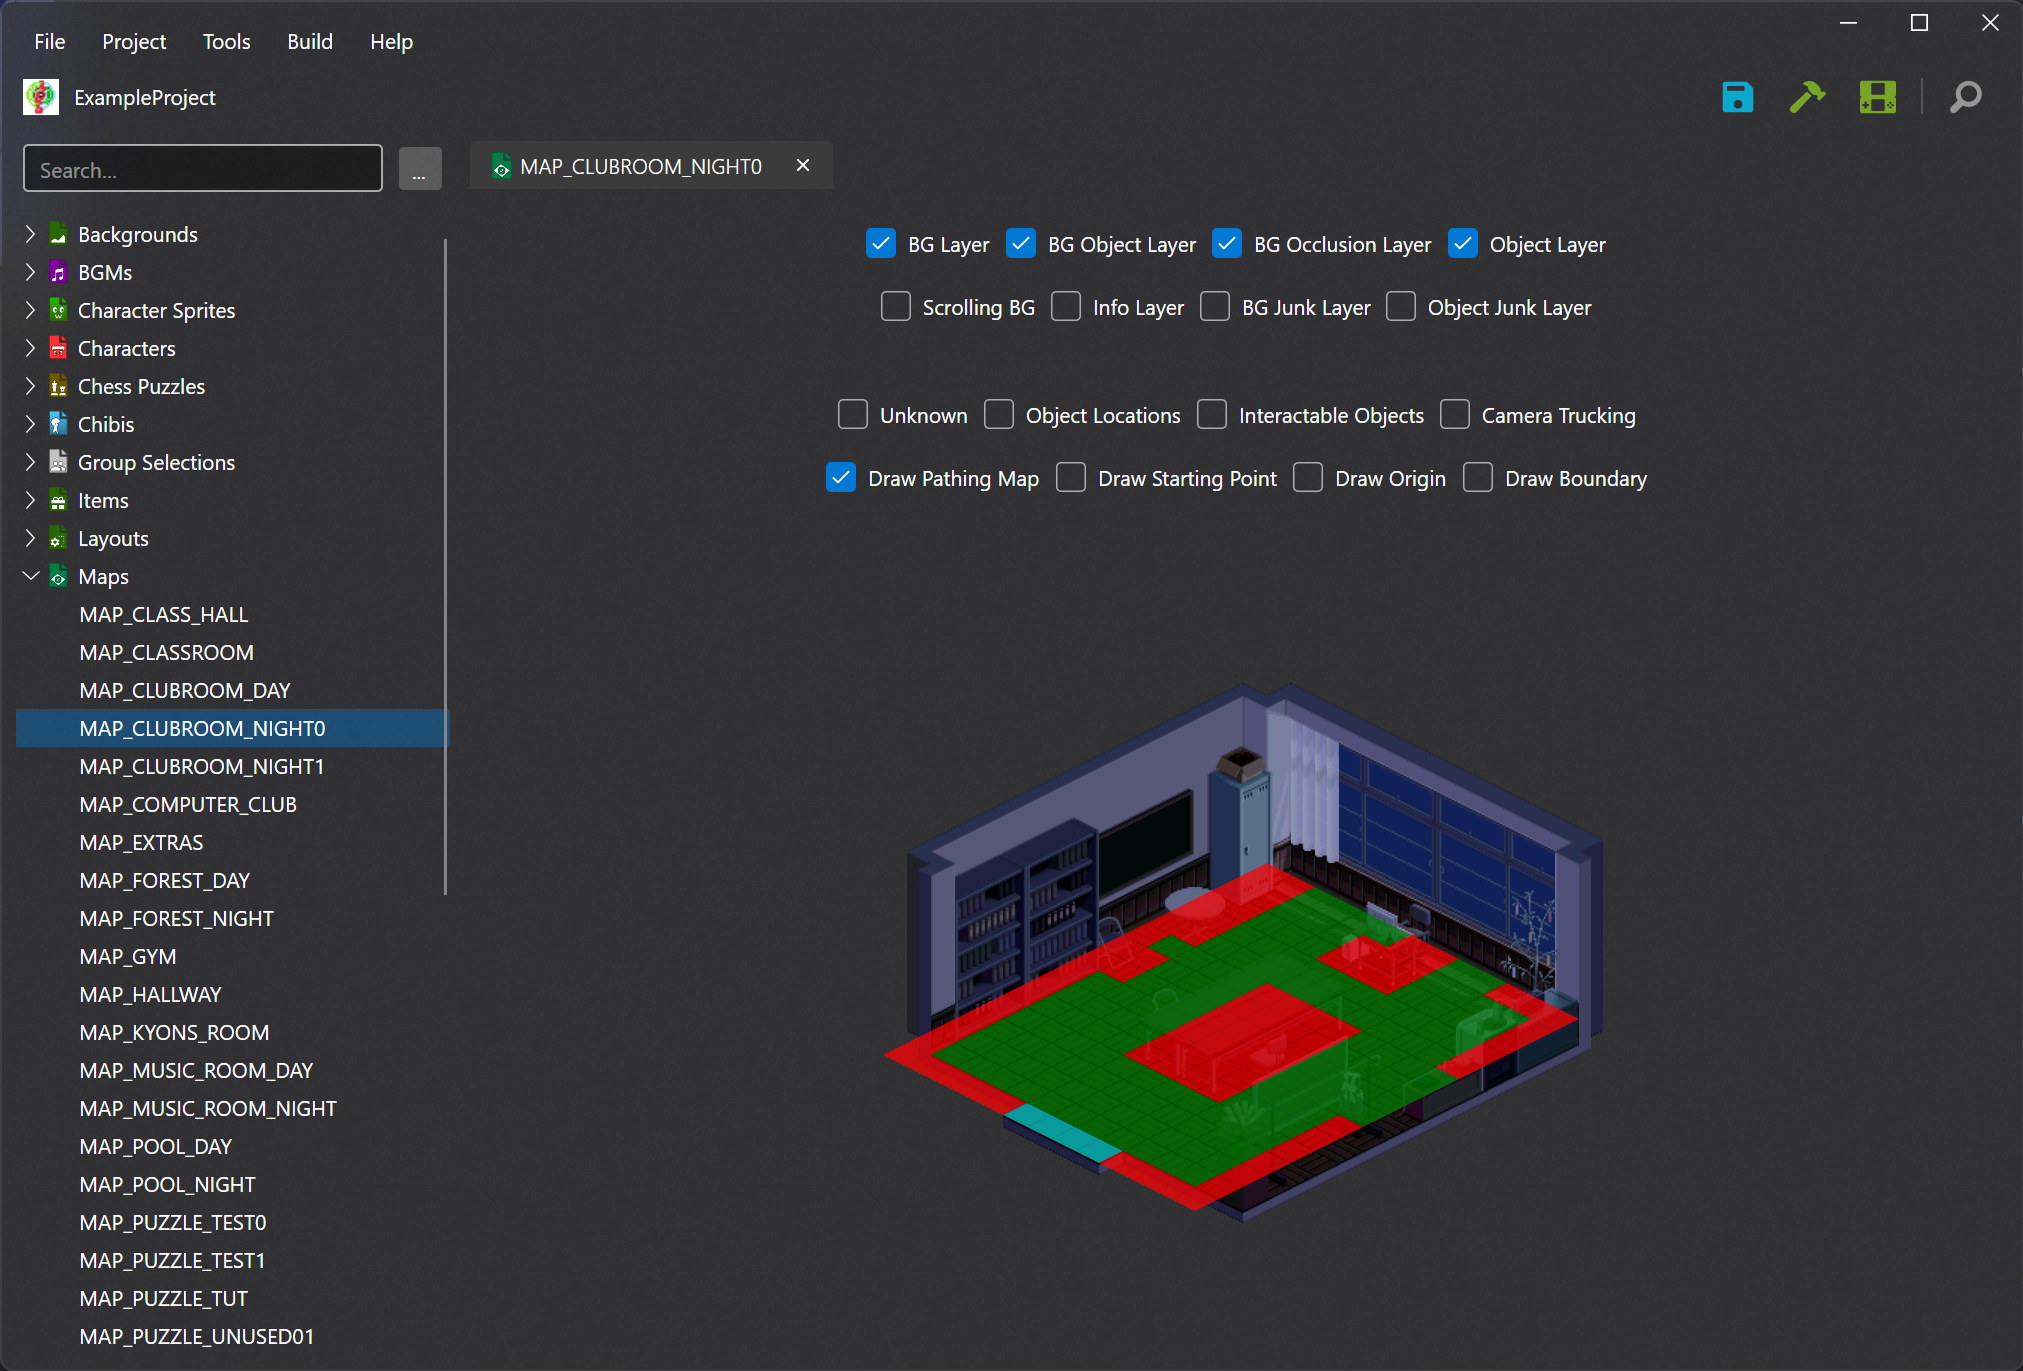 File Project Tools Build Help
ExampleProject
Search... ...
MAP_CLUBROOM_NIGHT0
Backgrounds
BGMs
Character Sprites
Characters
Chess Puzzles
Chibis
Group Selections
Items
Layouts
Maps
MAP_CLASS_HALL
MAP_CLASSROOM
MAP_CLUBROOM_DAY
MAP_CLUBROOM_NIGHT0
MAP_CLUBROOM_NIGHT1
MAP_COMPUTER_CLUB
MAP_EXTRAS
MAP_FOREST_DAY
MAP_FOREST_NIGHT
MAP_GYM
MAP_HALLWAY
MAP_KYONS_ROOM
MAP_MUSIC_ROOM_DAY
MAP_MUSIC_ROOM_NIGHT
MAP_POOL_DAY
MAP_POOL_NIGHT
MAP_PUZZLE_TEST0
MAP_PUZZLE_TEST1
MAP_PUZZLE_TUT
MAP_PUZZLE_UNUSED01
BG Layer BG Object Layer BG Occlusion Layer Object Layer
Scrolling BG Info Layer BG Junk Layer Object Junk Layer
Unknown Object Locations Interactable Objects Camera Trucking
Draw Pathing Map Draw Starting Point Draw Origin Draw Boundary